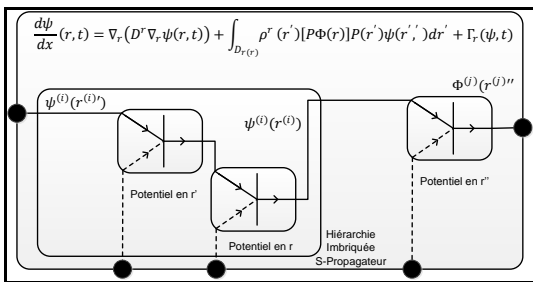 dψ/dx (r,t) = ∇_r(D^r ∇_r ψ(r,t)) + ∫_{D_{r(r)}} ρ^r(r′)[PΦ(r)]P(r′)ψ(r′,′)dr′ + Γ_r(ψ,t)
ψ^(i)(r^(i)′)
ψ^(i)(r^(i))
Φ^(j)(r^(j)″
Potentiel en r'
Potentiel en r
Potentiel en r''
Hiérarchie
Imbriquée
S-Propagateur